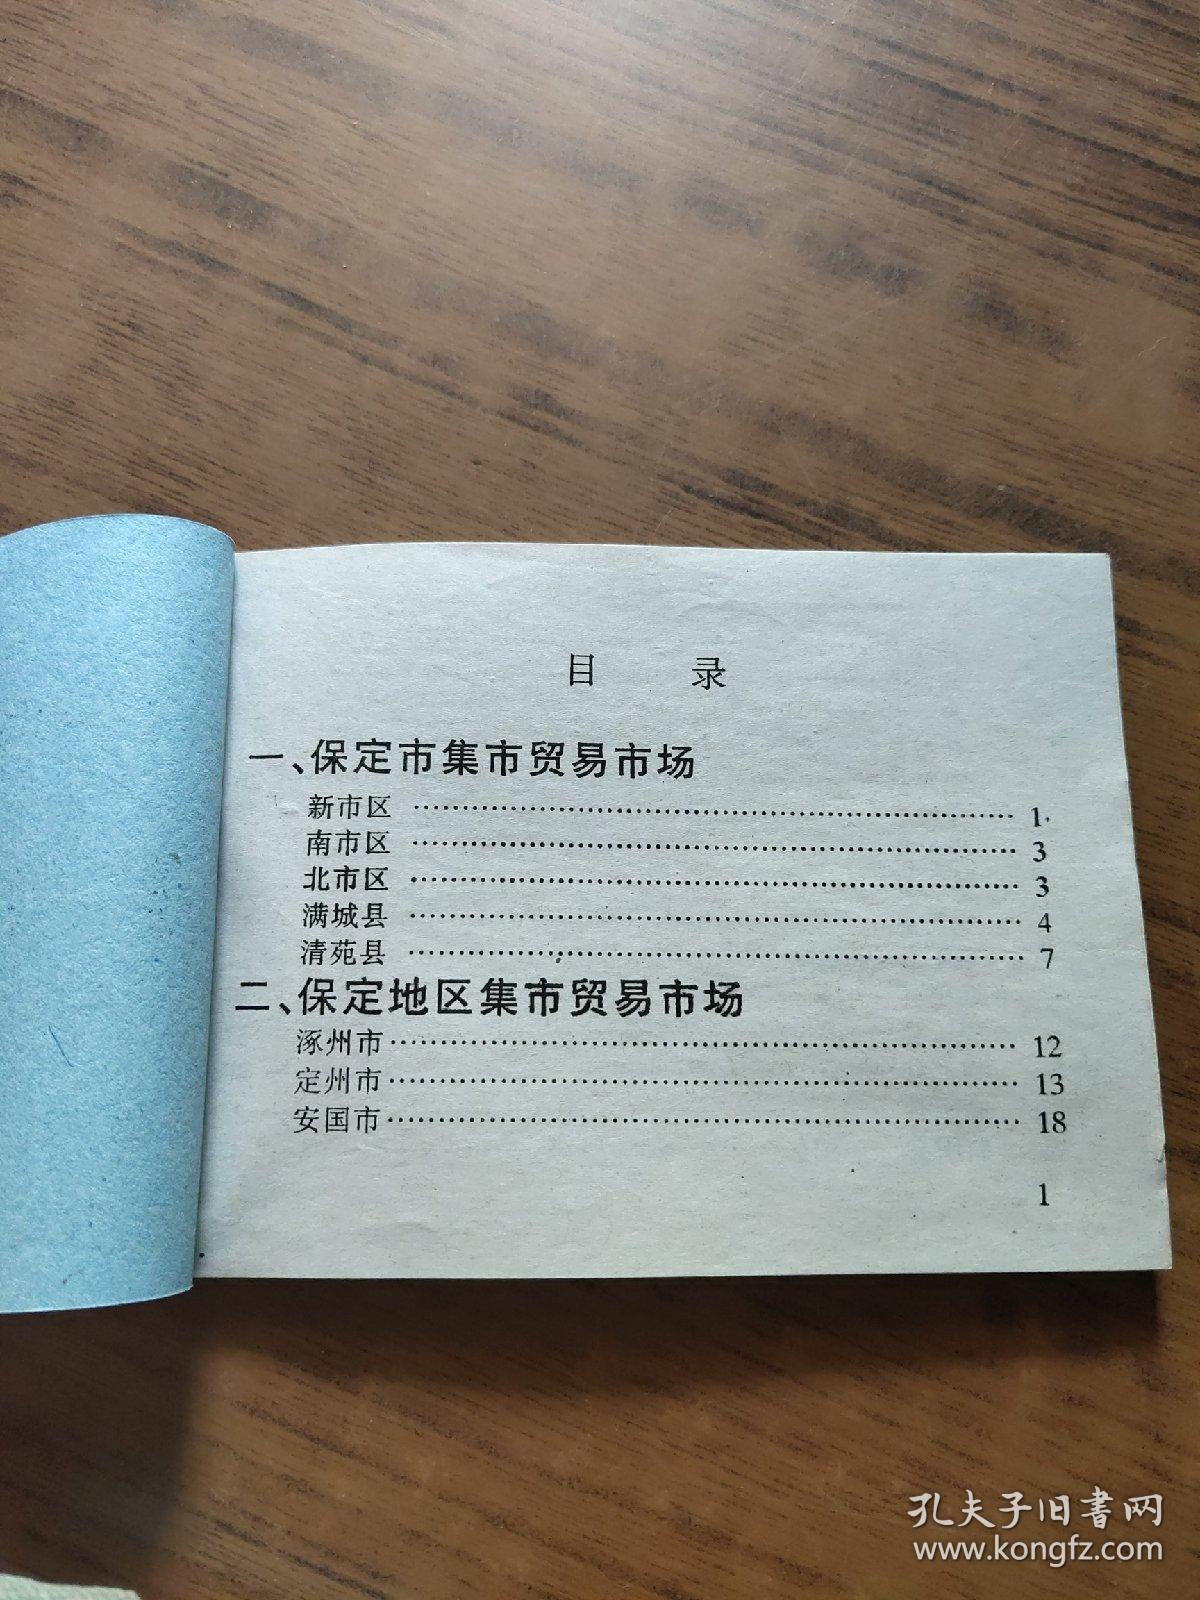 目 录
一、保定市集市贸易市场
新市区 …………………………………………… 1
南市区 …………………………………………… 3
北市区 …………………………………………… 3
满城县 …………………………………………… 4
清苑县 …………………………………………… 7
二、保定地区集市贸易市场
涿州市 …………………………………………… 12
定州市 …………………………………………… 13
安国市 …………………………………………… 18
1
孔夫子旧书网
www.kongfz.com